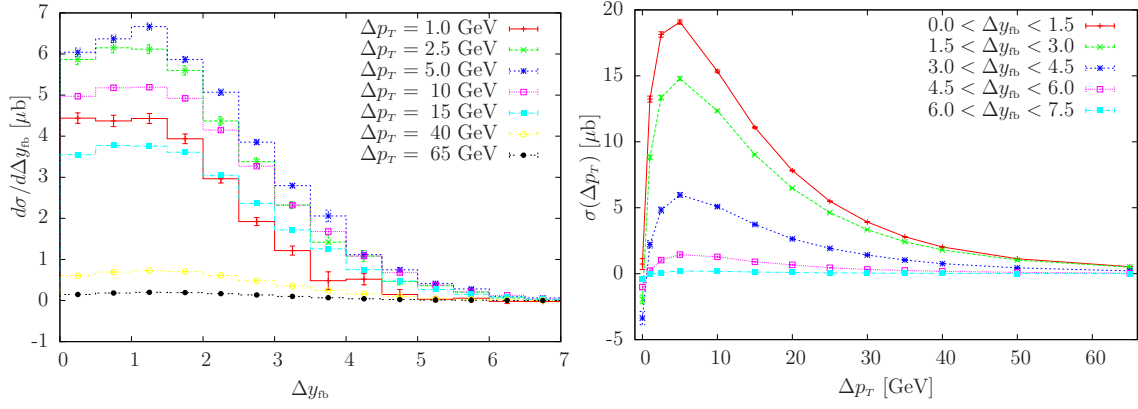 dσ/dΔy_fb [μb]
7
6
5
4
3
2
1
0
-1
0 1 2 3 4 5 6 7
Δy_fb
Δp_T = 1.0 GeV
Δp_T = 2.5 GeV
Δp_T = 5.0 GeV
Δp_T = 10 GeV
Δp_T = 15 GeV
Δp_T = 40 GeV
Δp_T = 65 GeV
σ(Δp_T) [μb]
20
15
10
5
0
−5
0 10 20 30 40 50 60
Δp_T [GeV]
0.0 < Δy_fb < 1.5
1.5 < Δy_fb < 3.0
3.0 < Δy_fb < 4.5
4.5 < Δy_fb < 6.0
6.0 < Δy_fb < 7.5